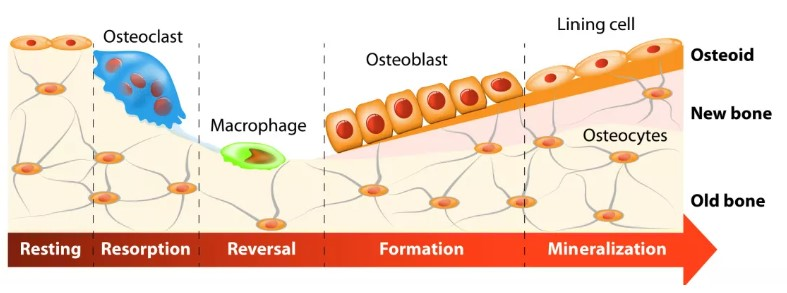 Lining cell
Osteoclast
Osteoblast
Osteoid
Macrophage
New bone
Osteocytes
Old bone
Resting
Resorption
Reversal
Formation
Mineralization